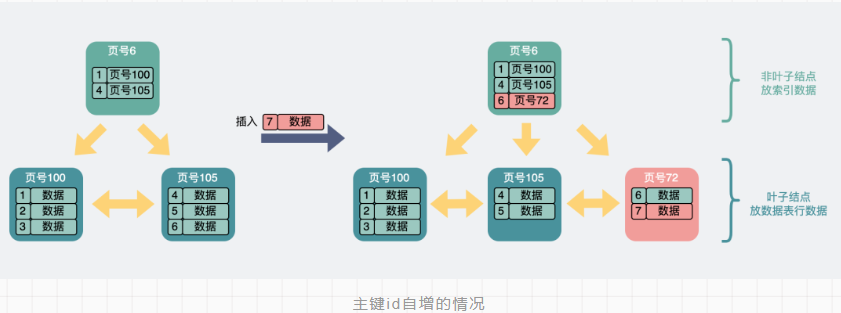 页号6
1 页号100
4 页号105
插入 7 数据
页号100
1 数据
2 数据
3 数据
页号105
4 数据
5 数据
6 数据
页号6
1 页号100
4 页号105
6 页号72
页号100
1 数据
2 数据
3 数据
页号105
4 数据
5 数据
页号72
6 数据
7 数据
非叶子结点
放索引数据
叶子结点
放数据表行数据
主键id自增的情况